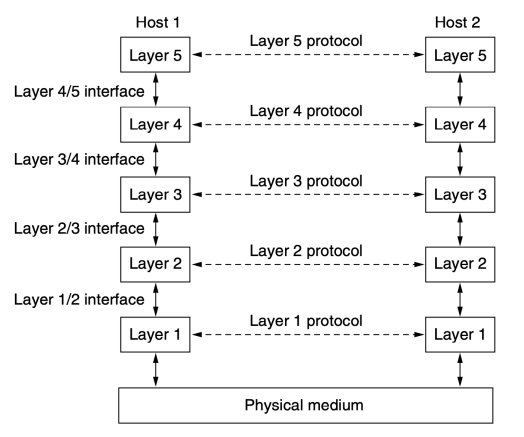 Host 1
Host 2
Layer 5
Layer 5 protocol
Layer 5
Layer 4/5 interface
Layer 4
Layer 4 protocol
Layer 4
Layer 3/4 interface
Layer 3
Layer 3 protocol
Layer 3
Layer 2/3 interface
Layer 2
Layer 2 protocol
Layer 2
Layer 1/2 interface
Layer 1
Layer 1 protocol
Layer 1
Physical medium